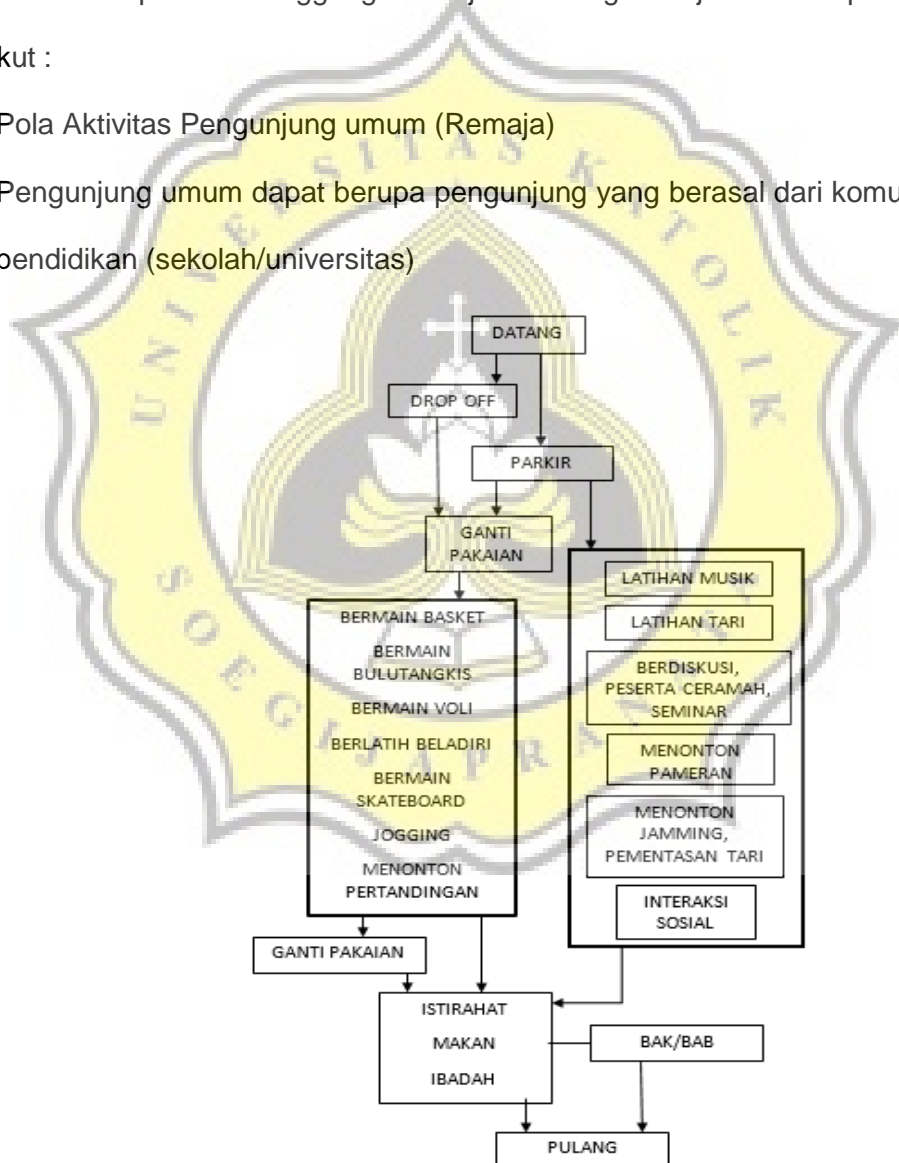 kut :
Pola Aktivitas Pengunjung umum (Remaja)
Pengunjung umum dapat berupa pengunjung yang berasal dari komu
pendidikan (sekolah/universitas)
UNIVERSITAS KATOLIK
SOEGIJAPRANATA
DATANG
DROP OFF
PARKIR
GANTI
PAKAIAN
BERMAIN BASKET
BERMAIN
BULUTANGKIS
BERMAIN VOLI
BERLATIH BELADIRI
BERMAIN
SKATEBOARD
JOGGING
MENONTON
PERTANDINGAN
LATIHAN MUSIK
LATIHAN TARI
BERDISKUSI,
PESERTA CERAMAH,
SEMINAR
MENONTON
PAMERAN
MENONTON
JAMMING,
PEMENTASAN TARI
INTERAKSI
SOSIAL
GANTI PAKAIAN
ISTIRAHAT
MAKAN
IBADAH
BAK/BAB
PULANG